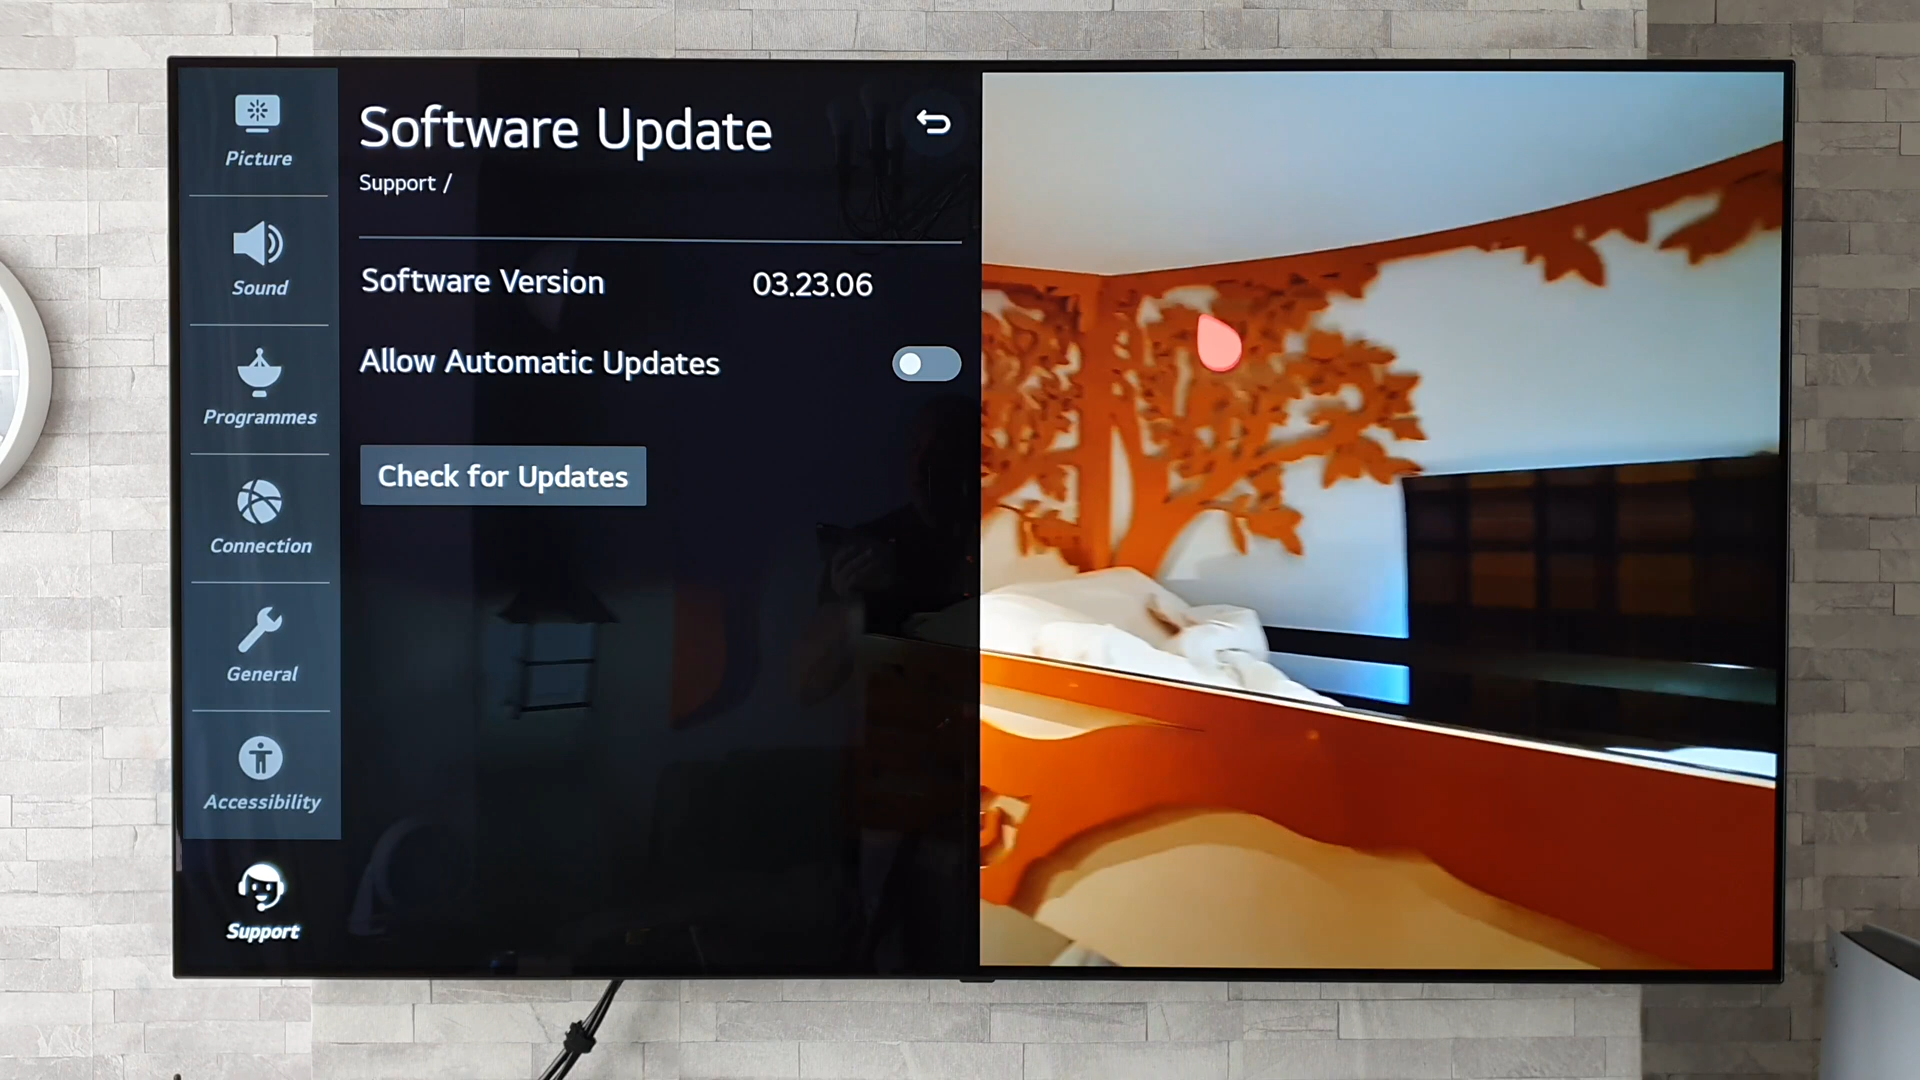 Picture
Sound
Programmes
Connection
General
Accessibility
Support
Software Update
Support /
Software Version 03.23.06
Allow Automatic Updates
Check for Updates